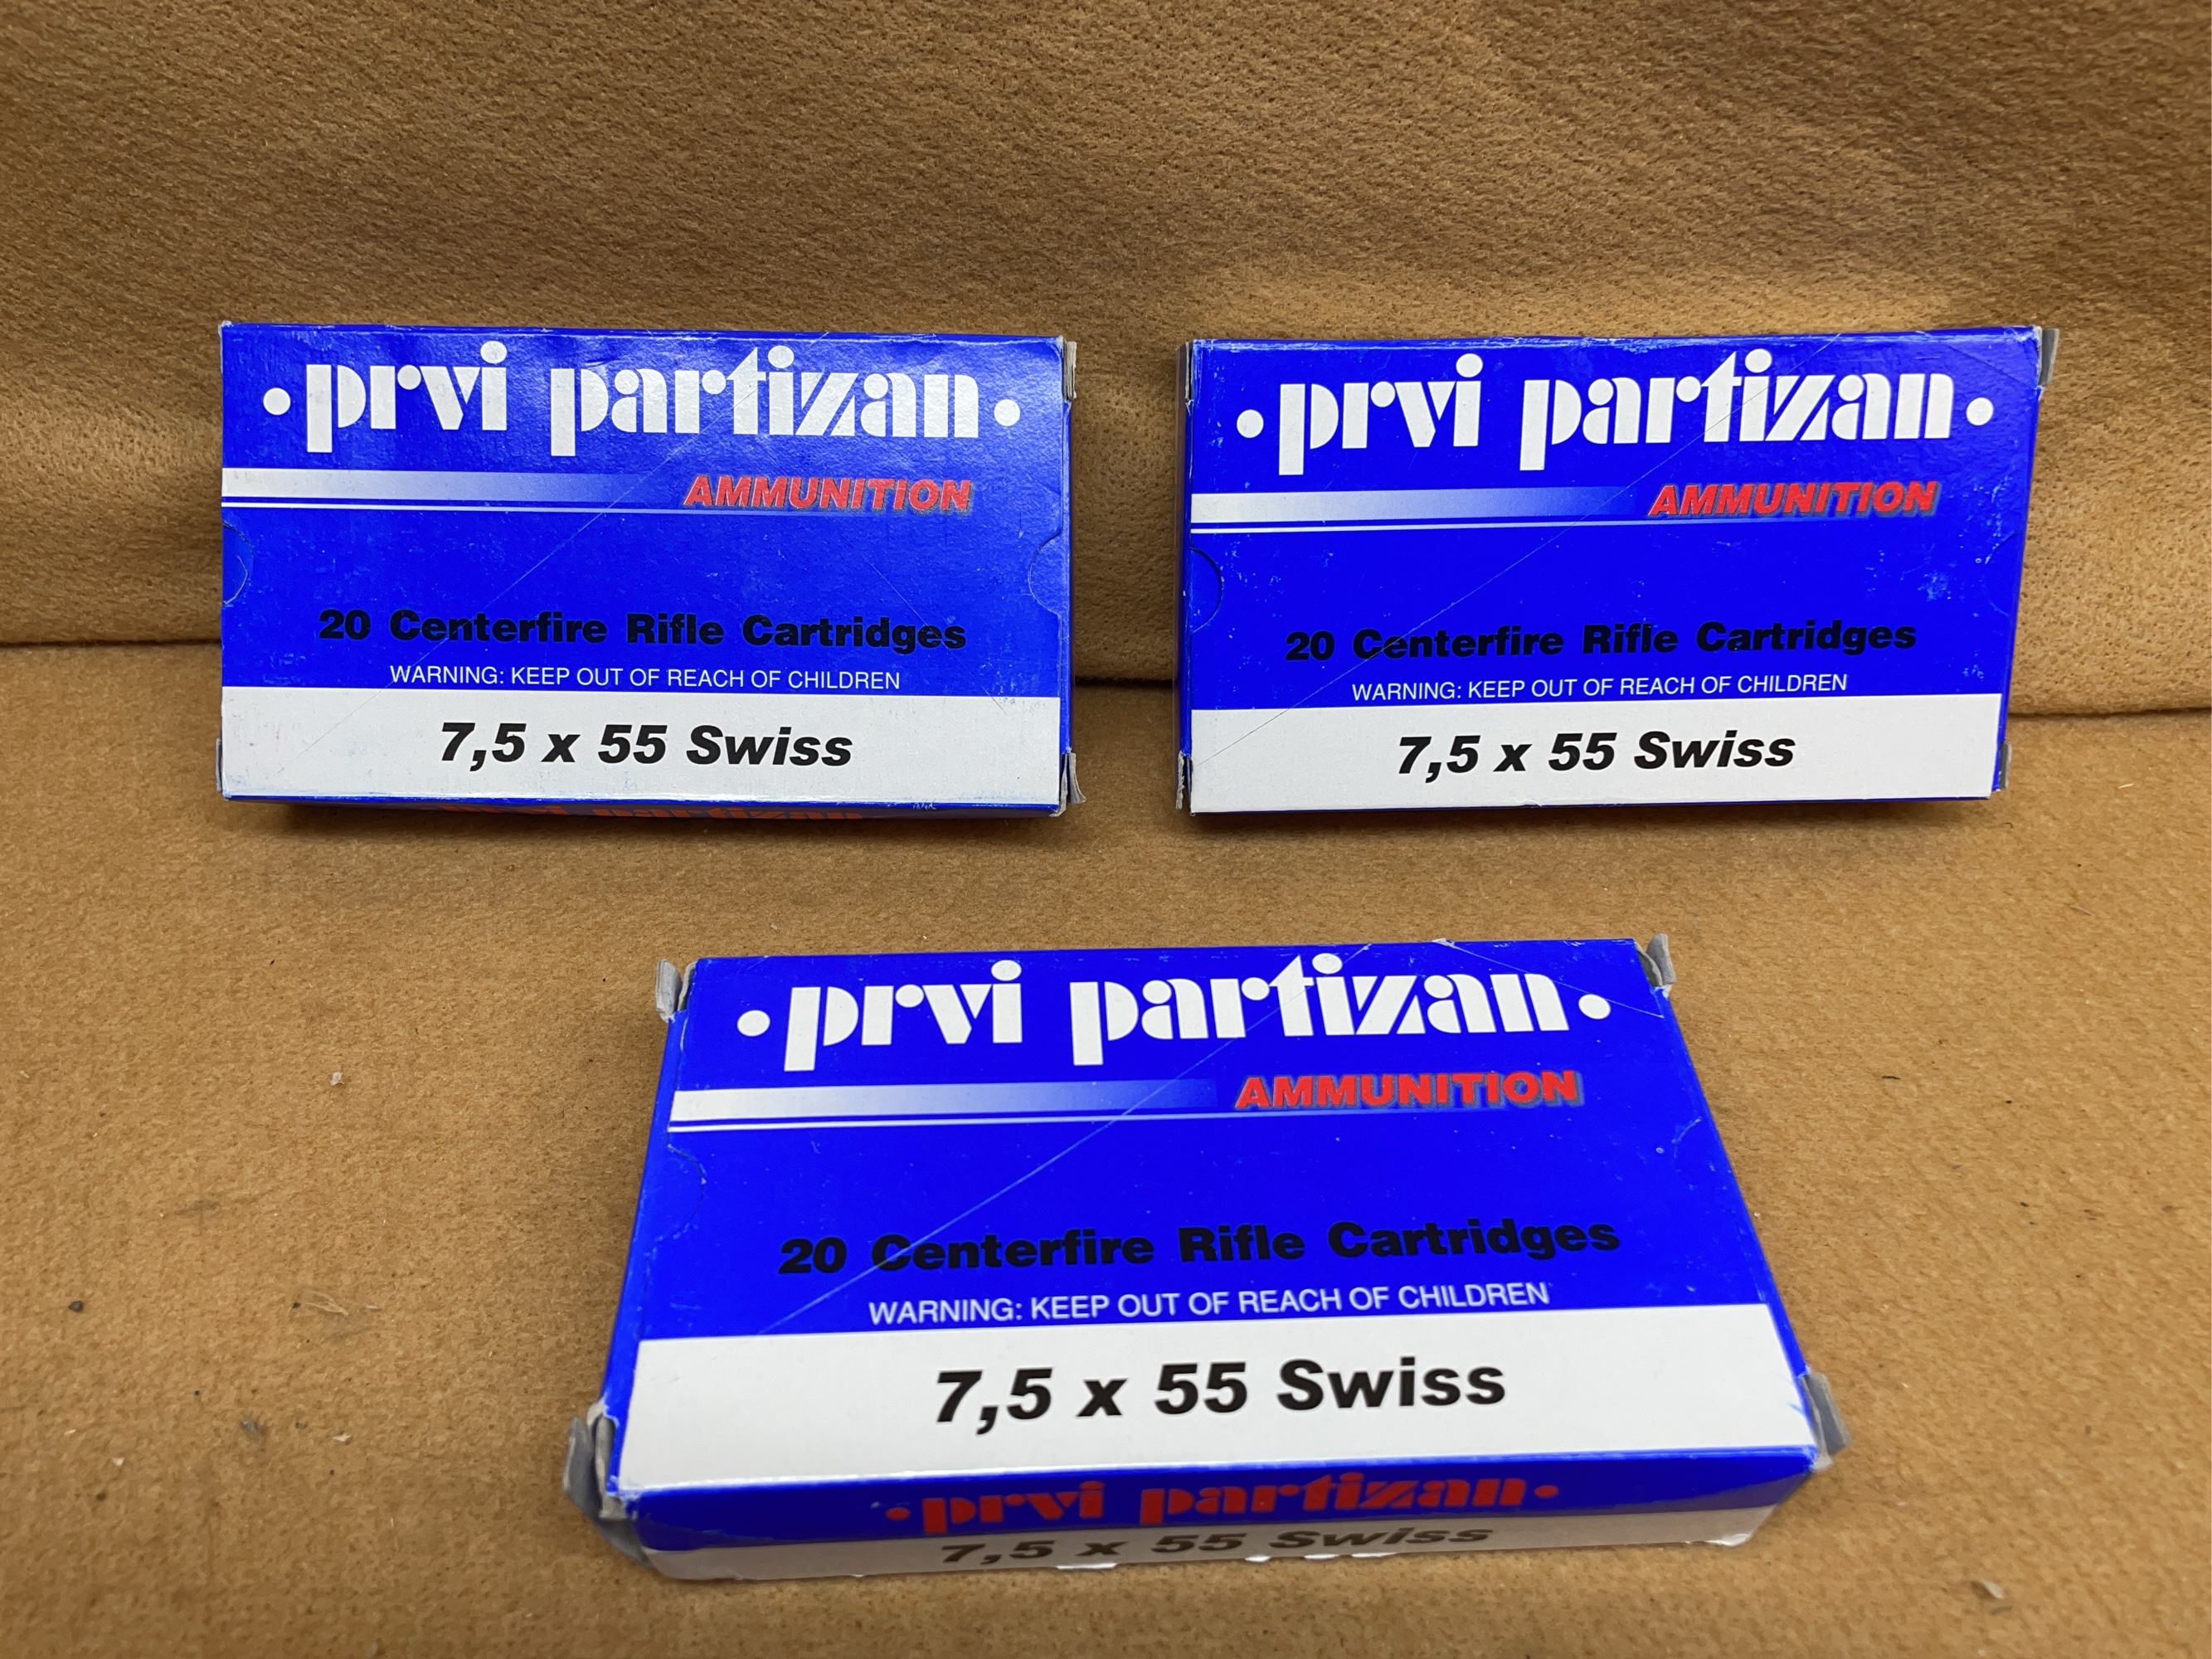 • prvi partizan •
AMMUNITION
20 Centerfire Rifle Cartridges
WARNING: KEEP OUT OF REACH OF CHILDREN
7,5 x 55 Swiss
prvi partizan
• prvi partizan •
AMMUNITION
20 Centerfire Rifle Cartridges
WARNING: KEEP OUT OF REACH OF CHILDREN
7,5 x 55 Swiss
• prvi partizan •
AMMUNITION
20 Centerfire Rifle Cartridges
WARNING: KEEP OUT OF REACH OF CHILDREN
7,5 x 55 Swiss
• prvi partizan •
7,5 x 55 Swiss